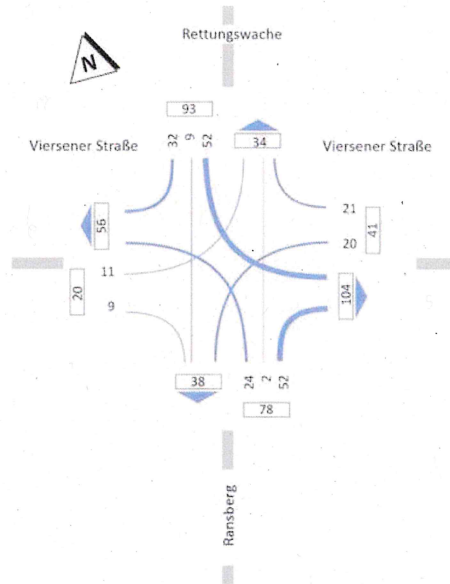 Rettungswache
N
93
32 9 52
34
Viersener Straße
Viersener Straße
56
21
20
41
11
9
20
104
38
24 2 52
78
Ransberg